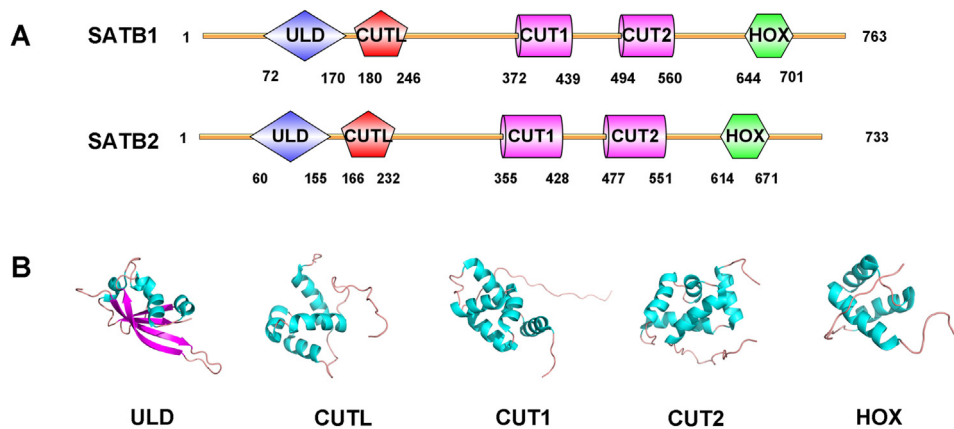 A
SATB1 1 ULD CUTL CUT1 CUT2 HOX 763
72 170 180 246 372 439 494 560 644 701
SATB2 1 ULD CUTL CUT1 CUT2 HOX 733
60 155 166 232 355 428 477 551 614 671
B
ULD CUTL CUT1 CUT2 HOX